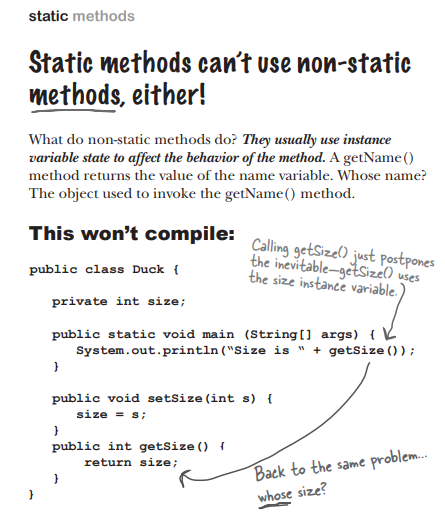 static methods
Static methods can't use non-static
methods, either!
What do non-static methods do? They usually use instance
variable state to affect the behavior of the method. A getName()
method returns the value of the name variable. Whose name?
The object used to invoke the getName() method.
This won't compile:
Calling getSize() just postpones
the inevitable—getSize() uses
the size instance variable.
public class Duck {
private int size;
public static void main (String[] args) {
System.out.println(“Size is “ + getSize());
}
public void setSize(int s) {
size = s;
}
public int getSize() {
return size;
}
}
Back to the same problem...
whose size?